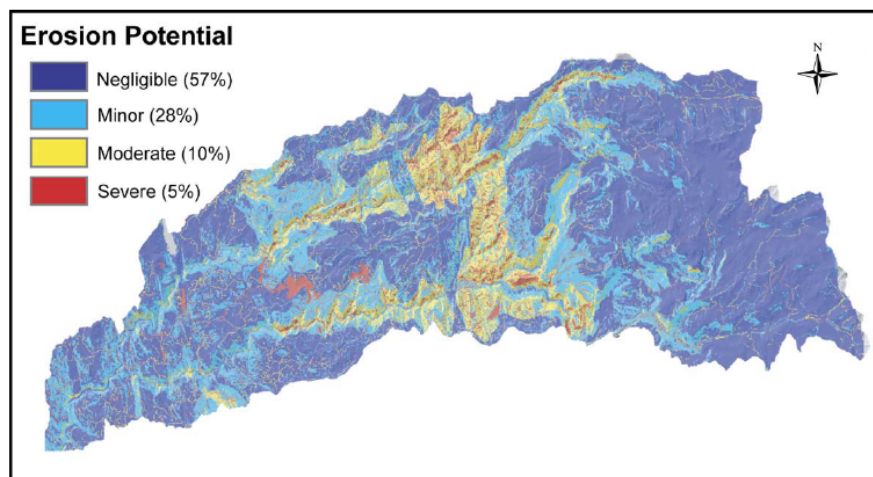 Erosion Potential
N
Negligible (57%)
Minor (28%)
Moderate (10%)
Severe (5%)